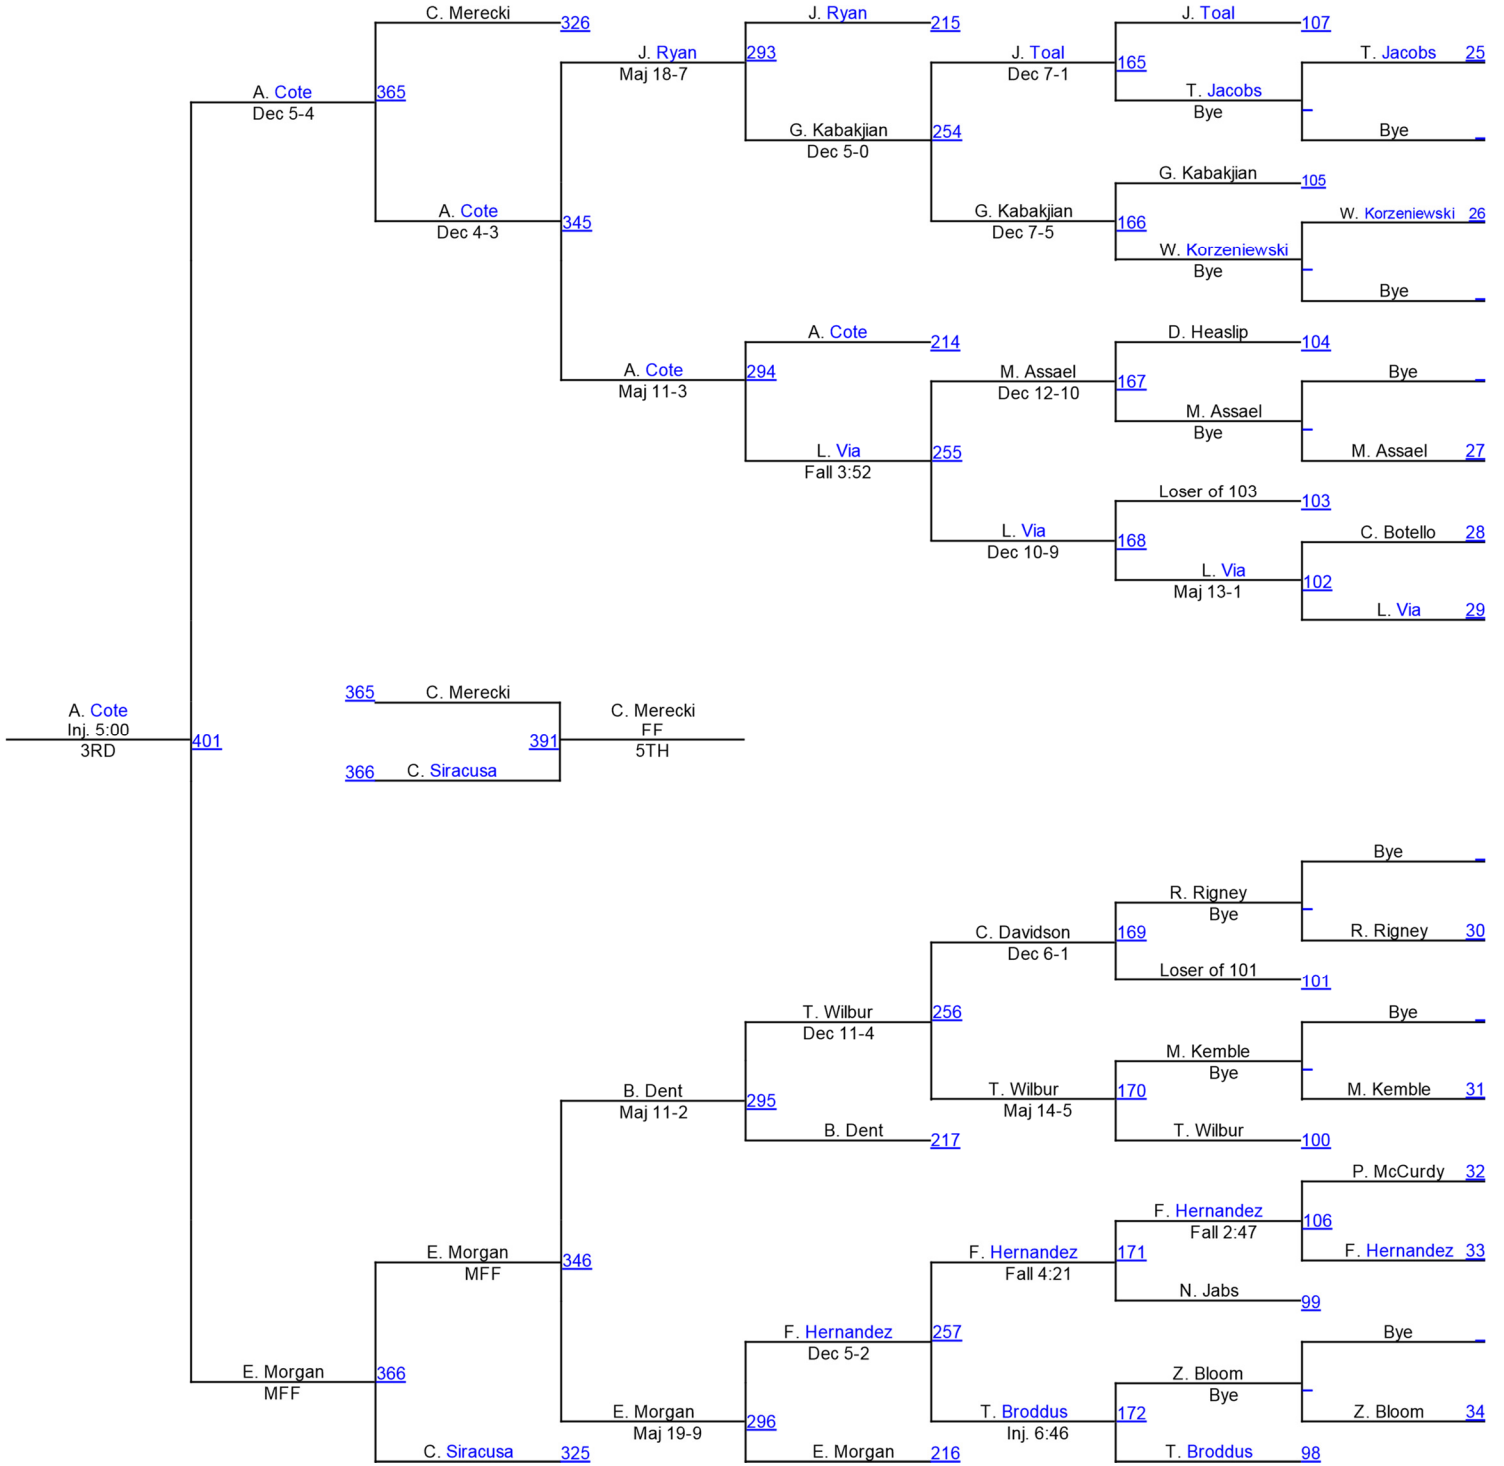 C. Merecki
326
J. Ryan
215
J. Toal
107
J. Ryan
293
Maj 18-7
J. Toal
165
Dec 7-1
T. Jacobs
25
A. Cote
365
Dec 5-4
T. Jacobs
Bye
G. Kabakjian
254
Dec 5-0
Bye
G. Kabakjian
105
A. Cote
345
Dec 4-3
G. Kabakjian
166
Dec 7-5
W. Korzeniewski
26
W. Korzeniewski
Bye
Bye
A. Cote
214
D. Heaslip
104
A. Cote
294
Maj 11-3
M. Assael
167
Dec 12-10
Bye
M. Assael
Bye
L. Via
255
Fall 3:52
M. Assael
27
Loser of 103
103
L. Via
168
Dec 10-9
C. Botello
28
L. Via
102
Maj 13-1
L. Via
29
365
C. Merecki
A. Cote
Inj. 5:00
401
3RD
C. Merecki
FF
391
5TH
366
C. Siracusa
Bye
R. Rigney
Bye
C. Davidson
169
Dec 6-1
R. Rigney
30
Loser of 101
101
T. Wilbur
256
Dec 11-4
Bye
M. Kemble
Bye
B. Dent
295
Maj 11-2
T. Wilbur
170
Maj 14-5
M. Kemble
31
B. Dent
217
T. Wilbur
100
P. McCurdy
32
F. Hernandez
106
Fall 2:47
E. Morgan
346
MFF
F. Hernandez
171
Fall 4:21
F. Hernandez
33
N. Jabs
99
F. Hernandez
257
Dec 5-2
Bye
E. Morgan
366
MFF
Z. Bloom
Bye
E. Morgan
296
Maj 19-9
T. Broddus
172
Inj. 6:46
Z. Bloom
34
C. Siracusa
325
E. Morgan
216
T. Broddus
98